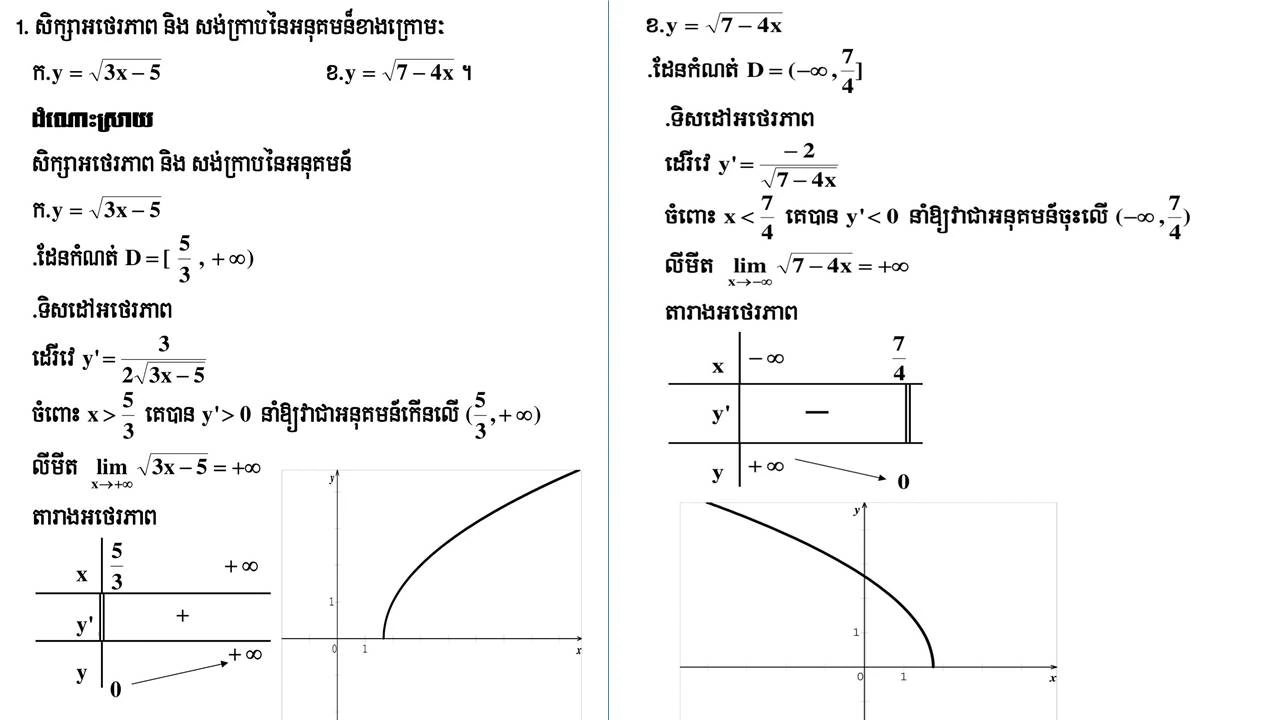 1. សិក្សាអថេរភាព និង សង់ក្រាបនៃអនុគមន៍ខាងក្រោម:
ក.y = √(3x − 5)
ខ.y = √(7 − 4x) ។
ដំណោះស្រាយ
សិក្សាអថេរភាព និង សង់ក្រាបនៃអនុគមន៍
ក.y = √(3x − 5)
.ដែនកំណត់ D = [ 5/3 , +∞)
.ទិសដៅអថេរភាព
ដេរីវេ y' = 3/(2√(3x − 5))
ចំពោះ x > 5/3 គេបាន y' > 0 នាំឱ្យវាជាអនុគមន៍កើនលើ (5/3, +∞)
លីមីត lim x→+∞ √(3x − 5) = +∞
តារាងអថេរភាព
x 5/3 +∞
y' +
y 0 +∞
y
1
0 1 x
ខ.y = √(7 − 4x)
.ដែនកំណត់ D = (−∞, 7/4]
.ទិសដៅអថេរភាព
ដេរីវេ y' = −2/√(7 − 4x)
ចំពោះ x < 7/4 គេបាន y' < 0 នាំឱ្យវាជាអនុគមន៍ចុះលើ (−∞, 7/4)
លីមីត lim x→−∞ √(7 − 4x) = +∞
តារាងអថេរភាព
x −∞ 7/4
y' −
y +∞ 0
y
1
0 1 x